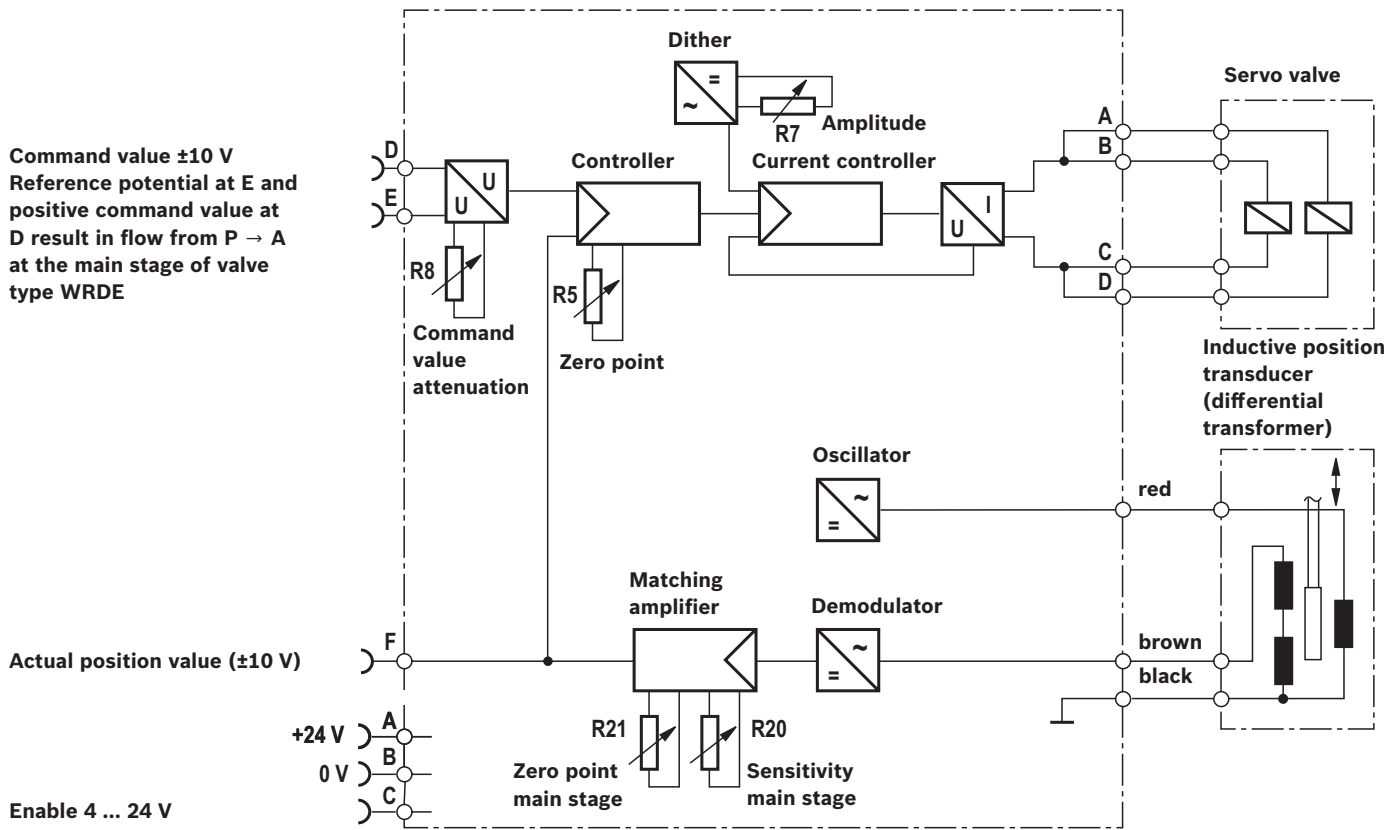 Dither
=
~
R7
Amplitude
Servo valve
Command value ±10 V
Reference potential at E and
positive command value at
D result in flow from P → A
at the main stage of valve
type WRDE
D
E
U
U
R8
Command
value
attenuation
Controller
R5
Zero point
Current controller
I
U
A
B
C
D
Inductive position
transducer
(differential
transformer)
Oscillator
~
=
red
Matching
amplifier
Demodulator
~
=
brown
black
Actual position value (±10 V)
F
R21
R20
Zero point
main stage
Sensitivity
main stage
+24 V
A
0 V
B
Enable 4 ... 24 V
C